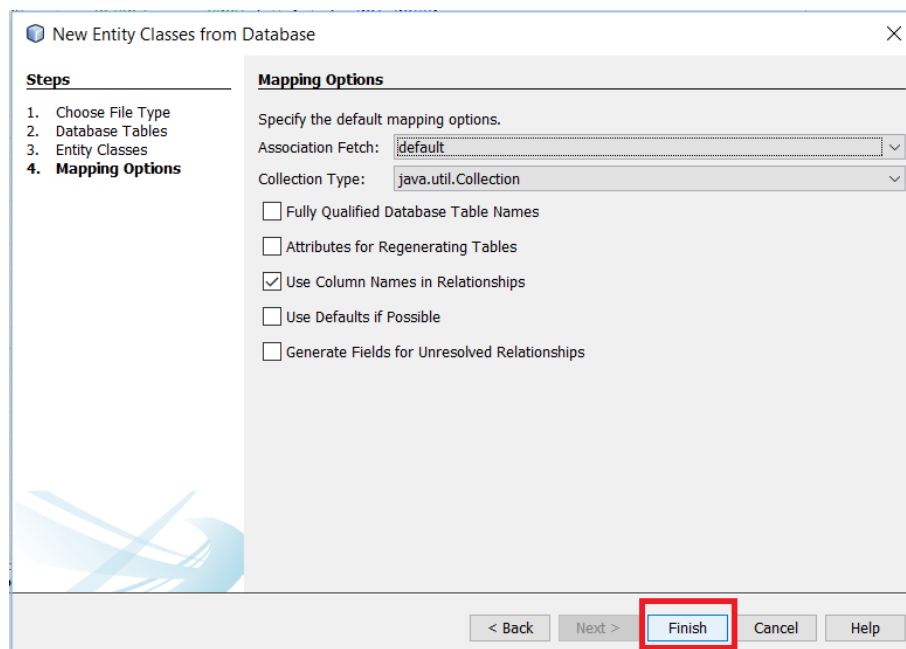 New Entity Classes from Database
Steps
1. Choose File Type
2. Database Tables
3. Entity Classes
4. Mapping Options
Mapping Options
Specify the default mapping options.
Association Fetch: default
Collection Type: java.util.Collection
Fully Qualified Database Table Names
Attributes for Regenerating Tables
Use Column Names in Relationships
Use Defaults if Possible
Generate Fields for Unresolved Relationships
< Back Next > Finish Cancel Help